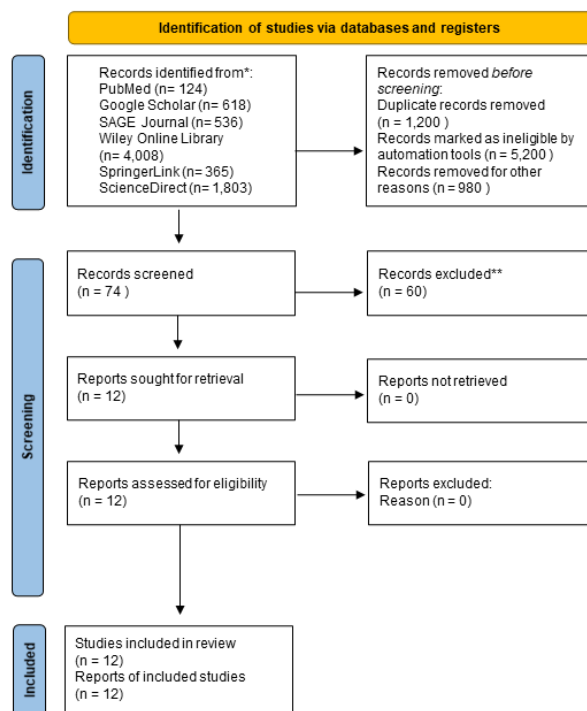 Identification of studies via databases and registers
Identification
Records identified from*:
PubMed (n= 124)
Google Scholar (n= 618)
SAGE Journal (n= 536)
Wiley Online Library
(n= 4,008)
SpringerLink (n= 365)
ScienceDirect (n= 1,803)
Records removed before
screening:
Duplicate records removed
(n = 1,200 )
Records marked as ineligible by
automation tools (n = 5,200 )
Records removed for other
reasons (n = 980 )
Screening
Records screened
(n = 74 )
Records excluded**
(n = 60)
Reports sought for retrieval
(n = 12)
Reports not retrieved
(n = 0)
Reports assessed for eligibility
(n = 12)
Reports excluded:
Reason (n = 0)
Included
Studies included in review
(n = 12)
Reports of included studies
(n = 12)